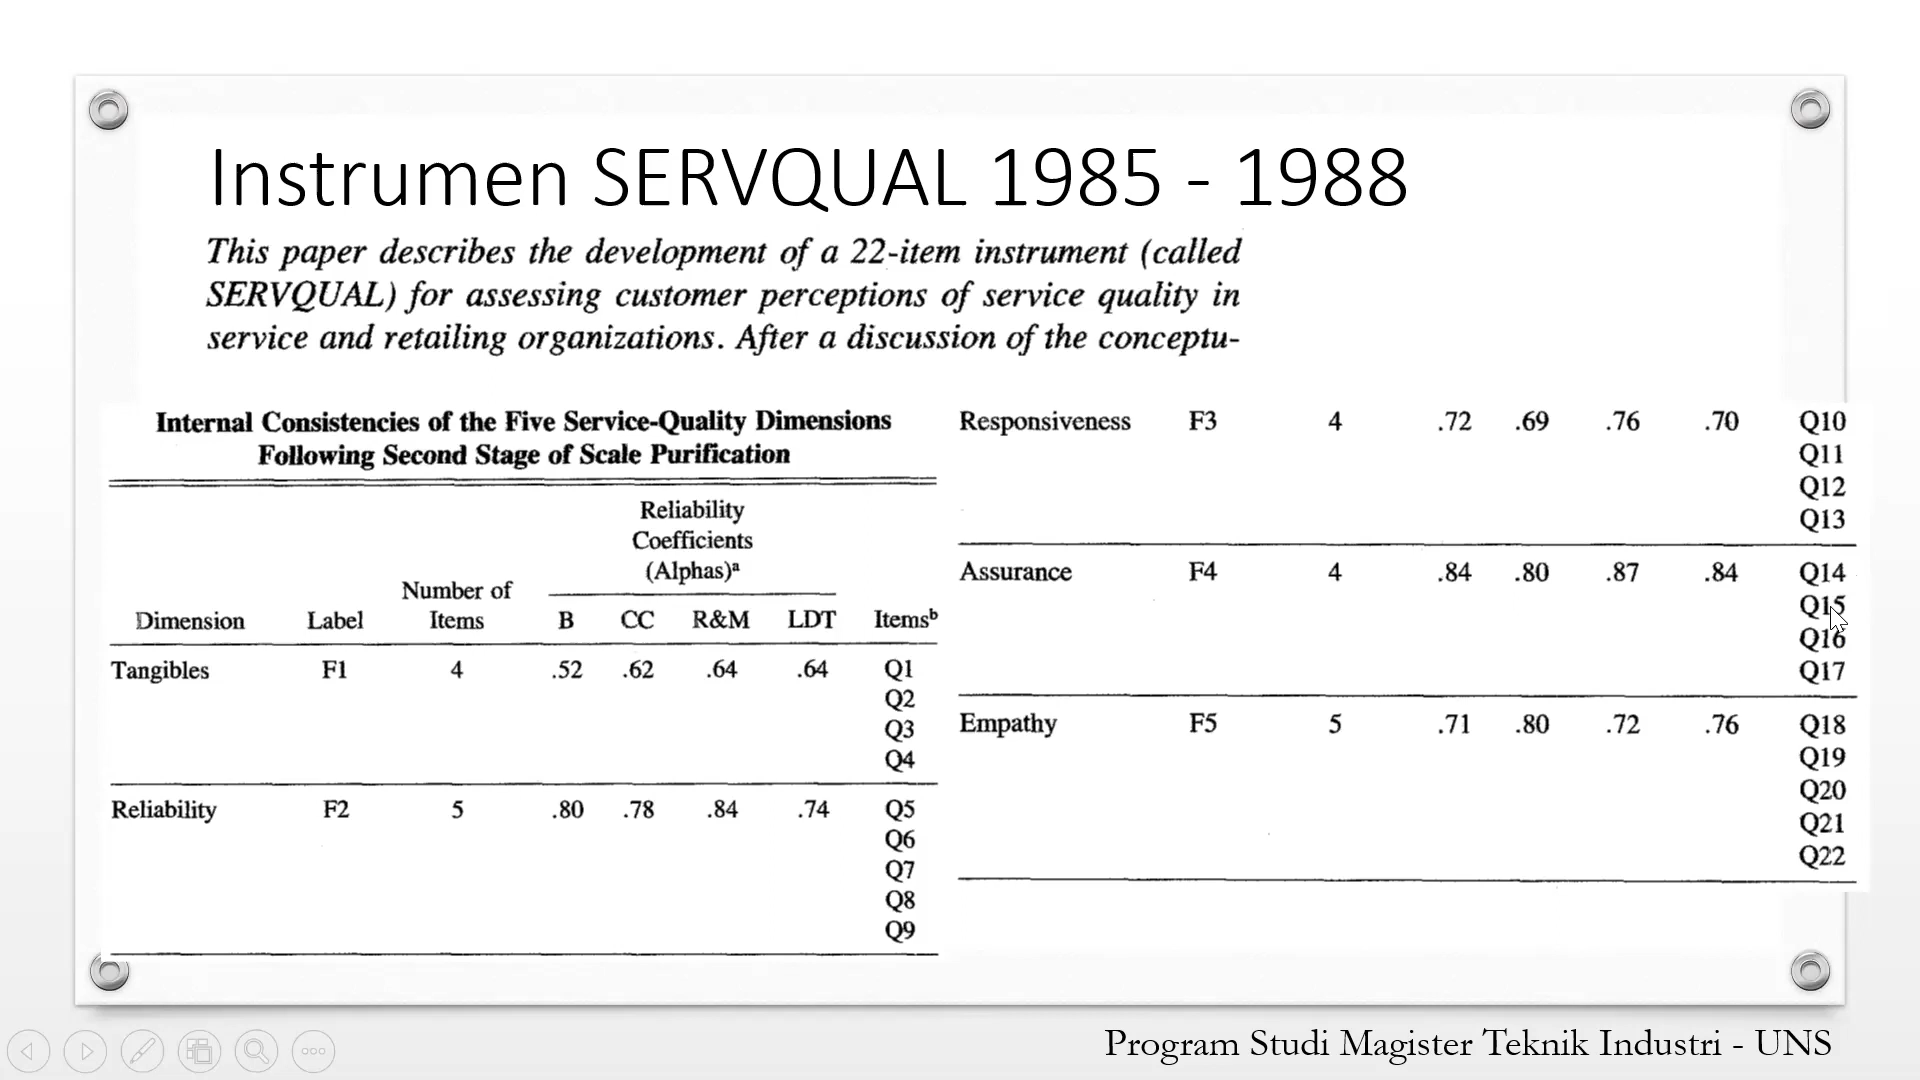 Instrumen SERVQUAL 1985 - 1988
This paper describes the development of a 22-item instrument (called
SERVQUAL) for assessing customer perceptions of service quality in
service and retailing organizations. After a discussion of the conceptu-
Internal Consistencies of the Five Service-Quality Dimensions
Following Second Stage of Scale Purification
Reliability
Coefficients
(Alphas)ᵃ
Number of
Dimension Label Items B CC R&M LDT Itemsᵇ
Tangibles F1 4 .52 .62 .64 .64 Q1
Q2
Q3
Q4
Reliability F2 5 .80 .78 .84 .74 Q5
Q6
Q7
Q8
Q9
Responsiveness F3 4 .72 .69 .76 .70 Q10
Q11
Q12
Q13
Assurance F4 4 .84 .80 .87 .84 Q14
Q15
Q16
Q17
Empathy F5 5 .71 .80 .72 .76 Q18
Q19
Q20
Q21
Q22
Program Studi Magister Teknik Industri - UNS